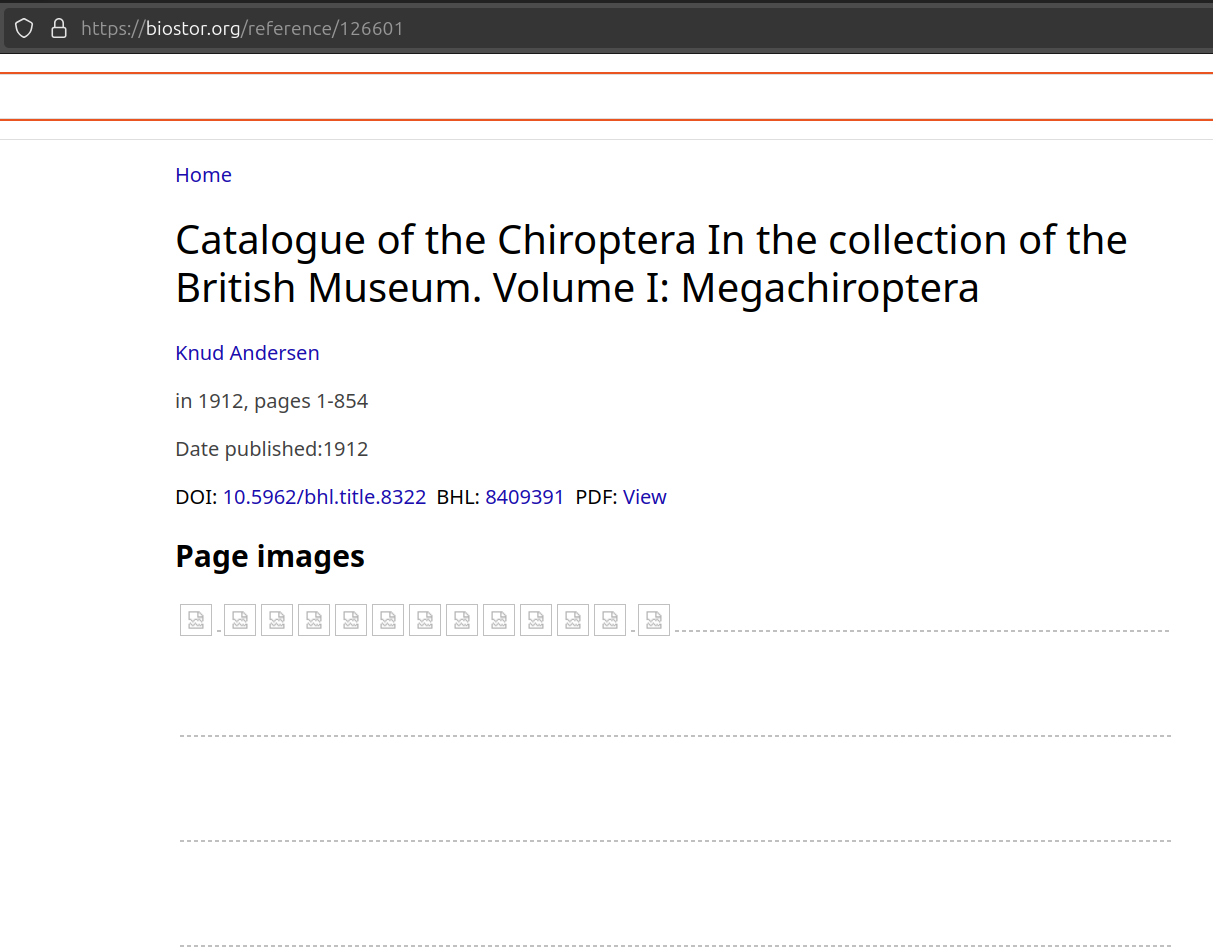 https://biostor.org/reference/126601
Home
Catalogue of the Chiroptera In the collection of the
British Museum. Volume I: Megachiroptera
Knud Andersen
in 1912, pages 1-854
Date published:1912
DOI: 10.5962/bhl.title.8322 BHL: 8409391 PDF: View
Page images